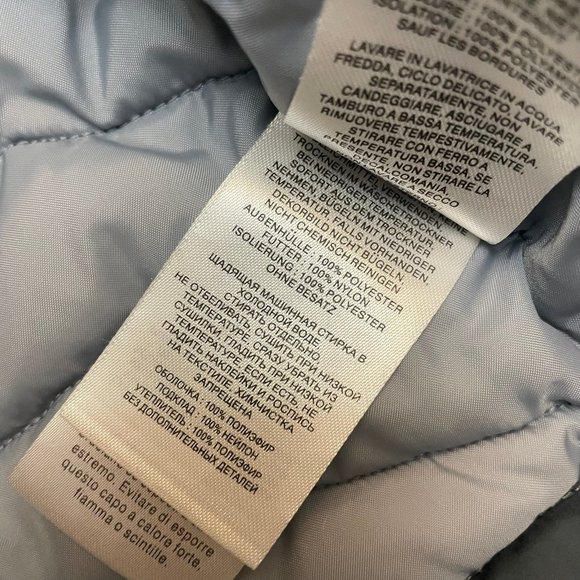 ISOLATION : 100% POLYESTER
SAUF LES BORDURES
LAVARE IN LAVATRICE IN ACQUA
FREDDA, CICLO DELICATO LAVARE
SEPARATAMENTE, NON
CANDEGGIARE, ASCIUGARE
TAMBURO A BASSA TEMPERATURA,
RIMUOVERE TEMPESTIVAMENTE,
STIRARE CON FERRO A
TEMPERATURA BASSA, SE
PRESENTE, NON STIRARE LA
DECALCOMANIA,
A SECCO
VERWENDEN,
TROCKNEN IM WÄSCHETROCKNER
BEI NIEDRIGER TEMPERATUR,
SOFORT AUS DEM TROCKNER
NEHMEN, BÜGELN MIT NIEDRIGER
TEMPERATUR, FALLS VORHANDEN,
DEKORBILD NICHT BÜGELN,
NICHT CHEMISCH REINIGEN
AUßENHÜLLE: 100% POLYESTER
FUTTER: 100% NYLON
ISOLIERUNG: 100% POLYESTER
OHNE BESATZ
ЩАДЯЩАЯ МАШИННАЯ СТИРКА В
ХОЛОДНОЙ ВОДЕ.
СТИРАТЬ ОТДЕЛЬНО,
НЕ ОТБЕЛИВАТЬ, СУШИТЬ ПРИ НИЗКОЙ
ТЕМПЕРАТУРЕ, СРАЗУ УБРАТЬ ИЗ
СУШИЛКИ, ГЛАДИТЬ ПРИ НИЗКОЙ
ТЕМПЕРАТУРЕ, ЕСЛИ ЕСТЬ, НЕ
ГЛАДИТЬ НАКЛЕЙКИ И РОСПИСЬ
НА ТЕКСТИЛЕ. ХИМЧИСТКА
ЗАПРЕЩЕНА
ОБОЛОЧКА : 100% ПОЛИЭФИР
ПОДКЛАД : 100% НЕЙЛОН
УТЕПЛИТЕЛЬ : 100% ПОЛИЭФИР
БЕЗ ДОПОЛНИТЕЛЬНЫХ ДЕТАЛЕЙ
estremo. Evitare di esporre
questo capo a calore forte,
fiamma o scintille.